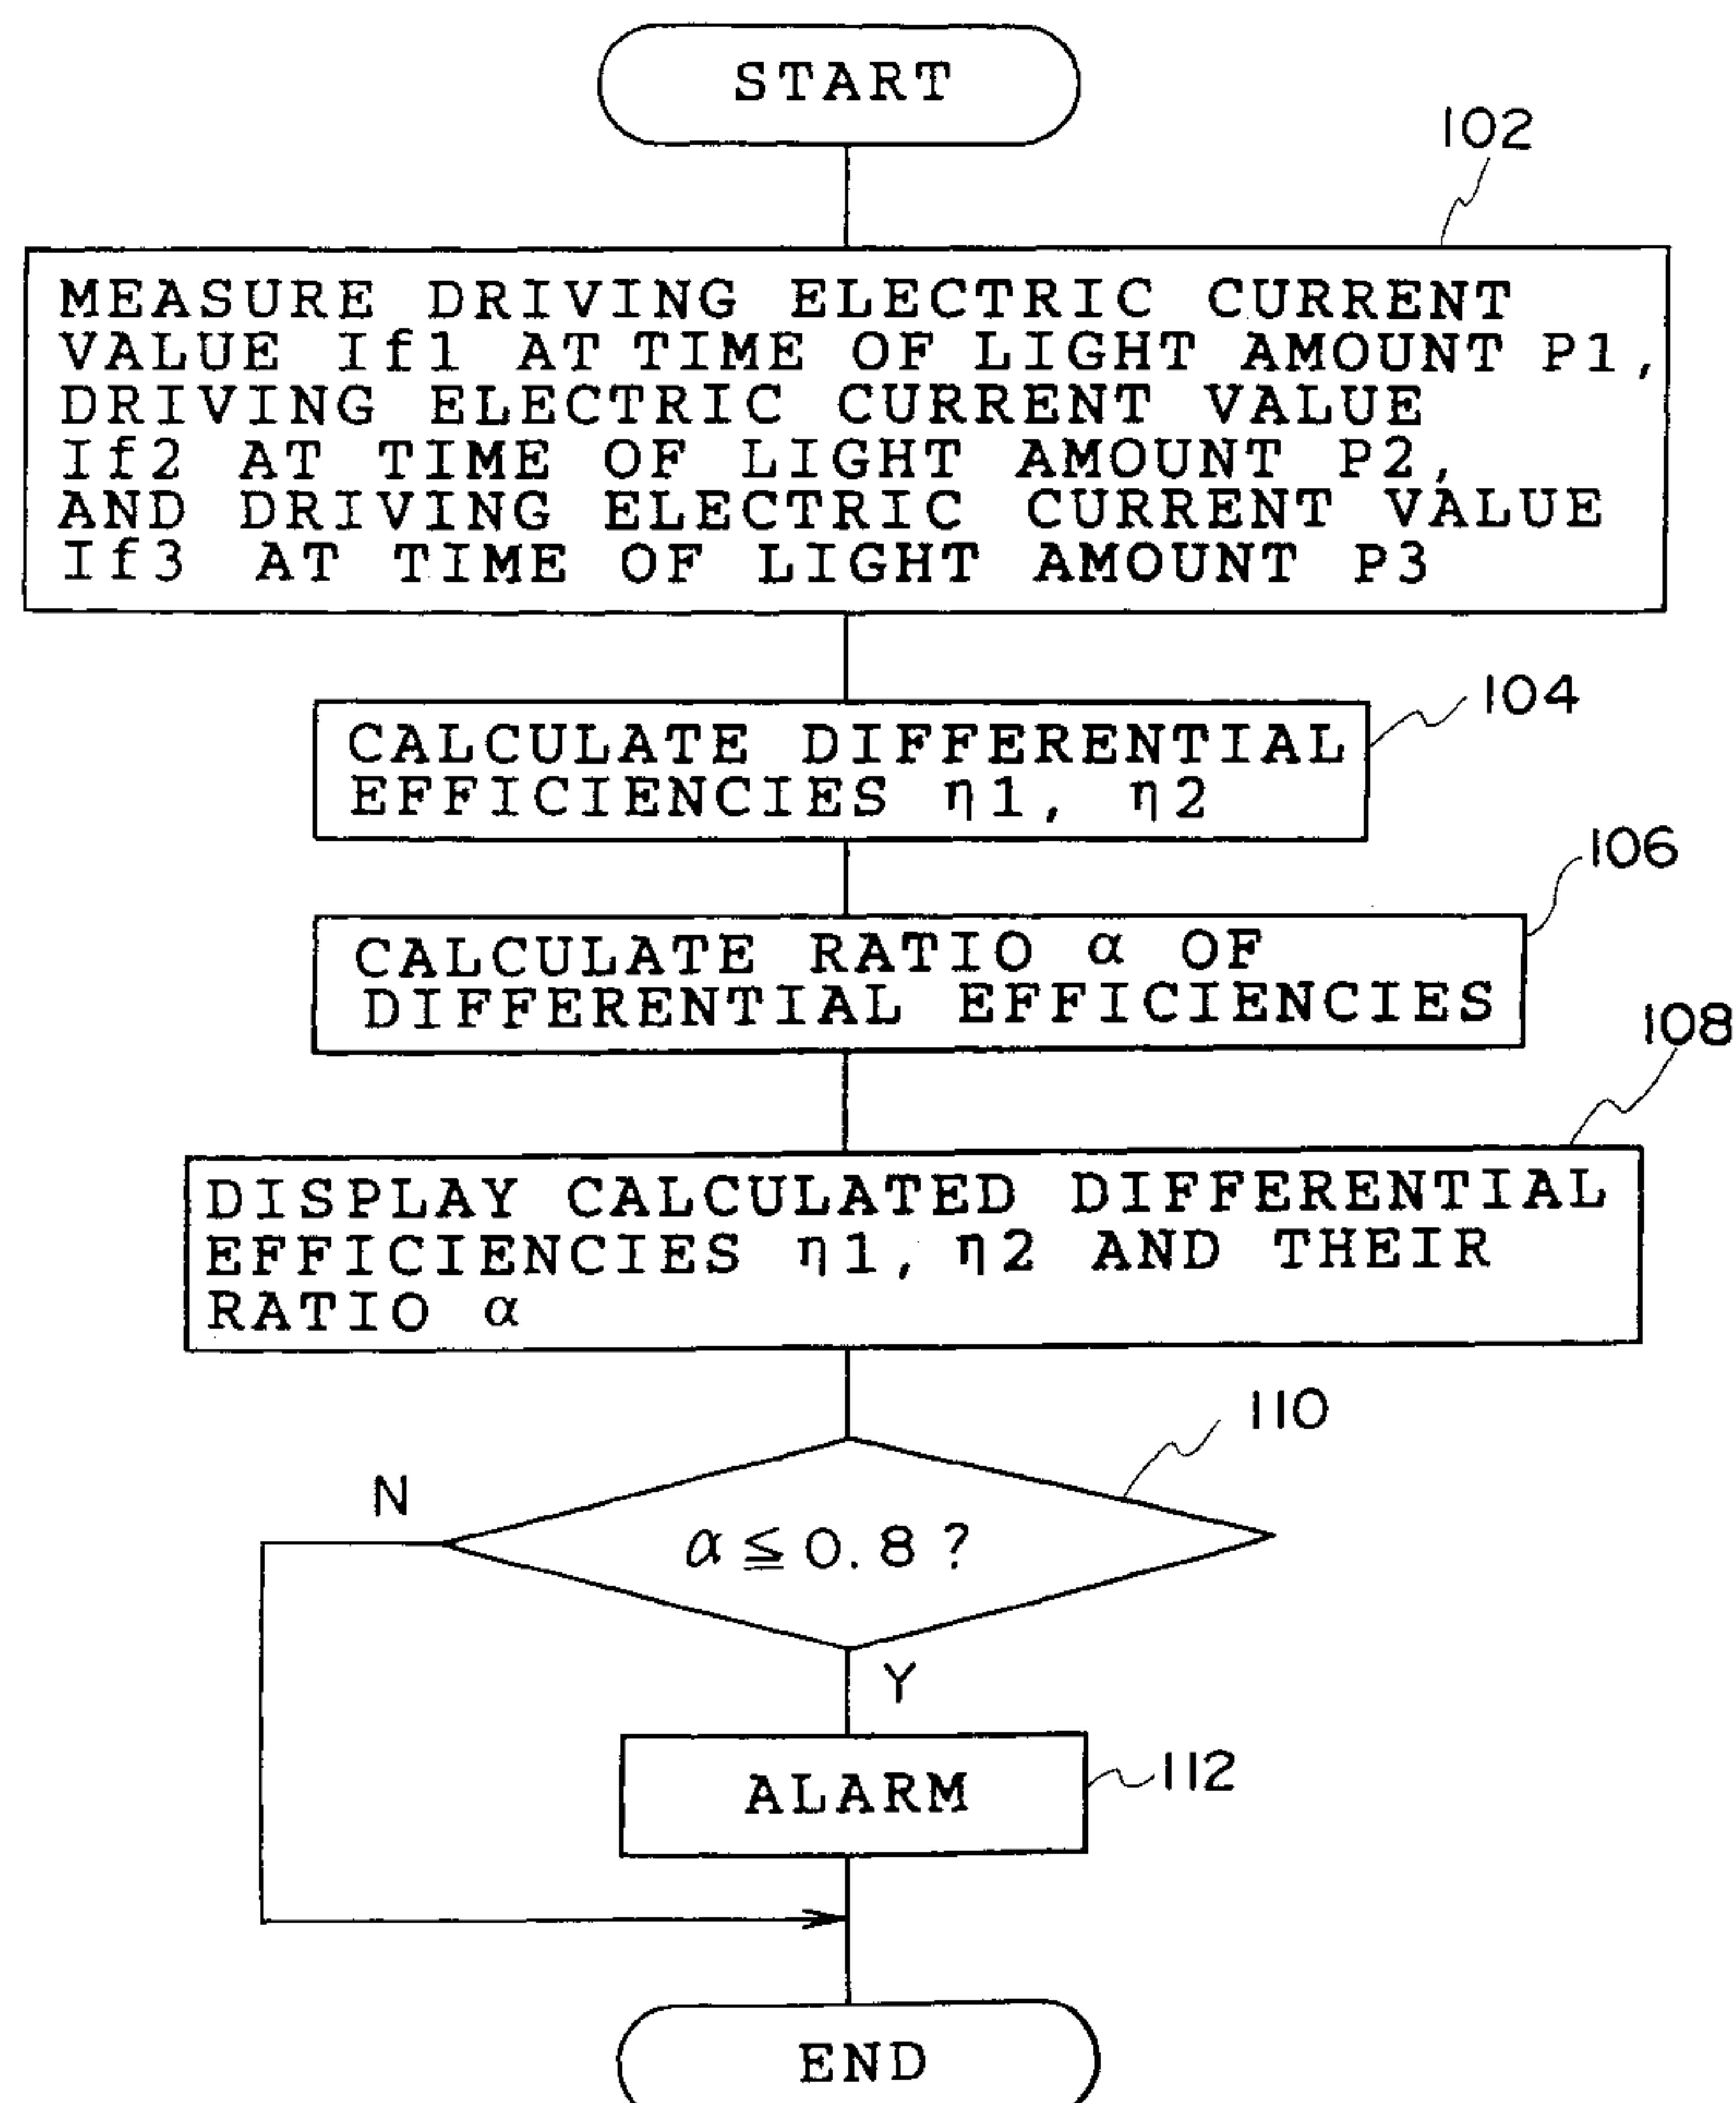 START
102
MEASURE DRIVING ELECTRIC CURRENT
VALUE If1 AT TIME OF LIGHT AMOUNT P1,
DRIVING ELECTRIC CURRENT VALUE
If2 AT TIME OF LIGHT AMOUNT P2,
AND DRIVING ELECTRIC CURRENT VALUE
If3 AT TIME OF LIGHT AMOUNT P3
104
CALCULATE DIFFERENTIAL
EFFICIENCIES η1, η2
106
CALCULATE RATIO α OF
DIFFERENTIAL EFFICIENCIES
108
DISPLAY CALCULATED DIFFERENTIAL
EFFICIENCIES η1, η2 AND THEIR
RATIO α
110
N
α ≦ 0.8 ?
Y
ALARM
112
END